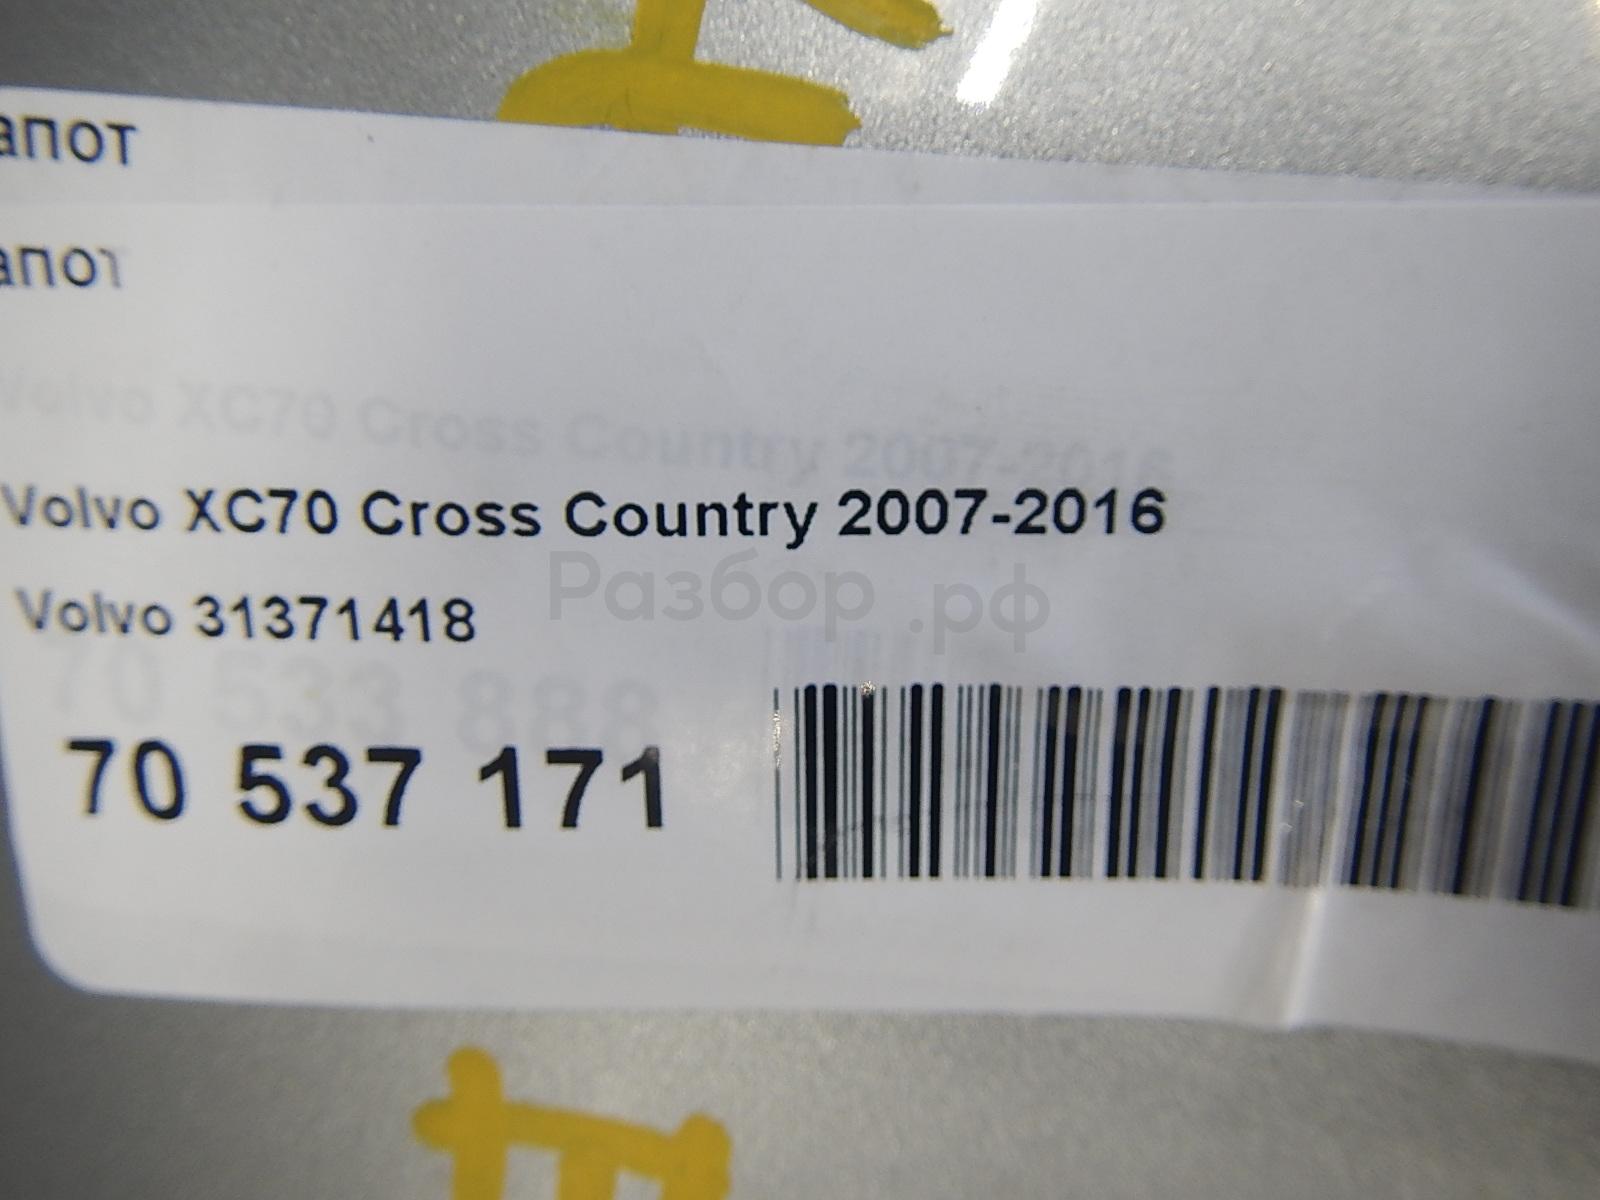 апот
апот
Volvo XC70 Cross Country 2007-2016
Volvo XC70 Cross Country 2007-2016
Разбор.рф
Volvo 31371418
70 533 888
70 537 171